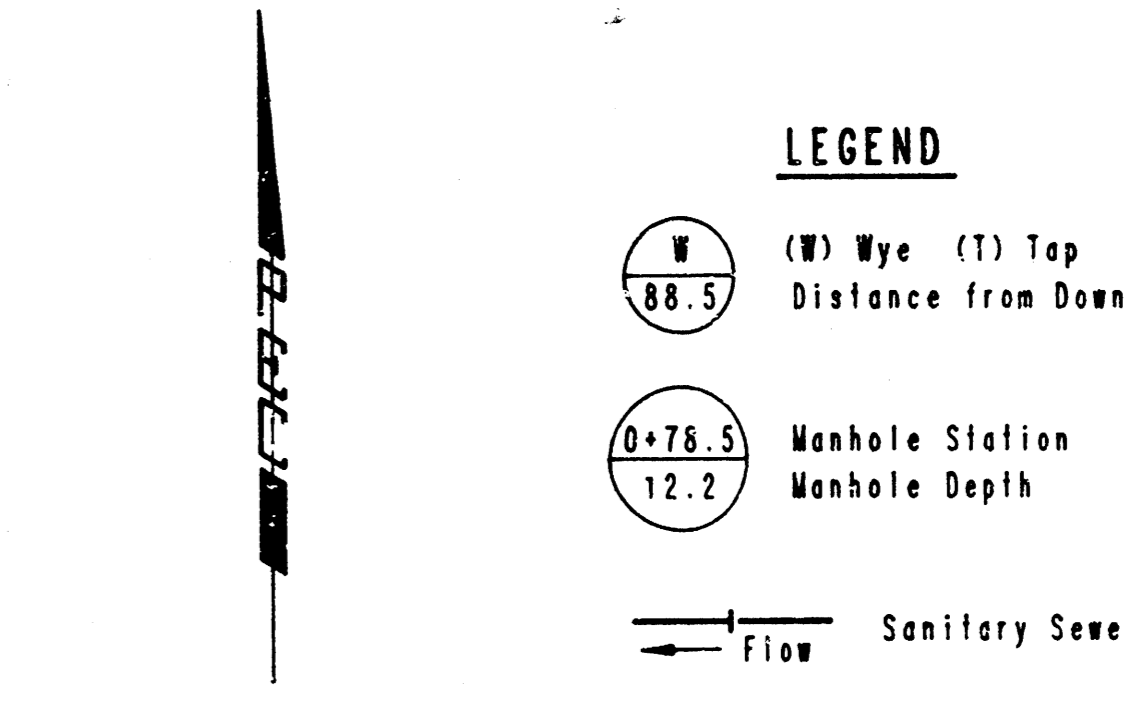 LEGEND
W
(W) Wye (T) Tap
88.5
Distance from Down
0+78.5
Manhole Station
12.2
Manhole Depth
Sanitary Sewe
Flow